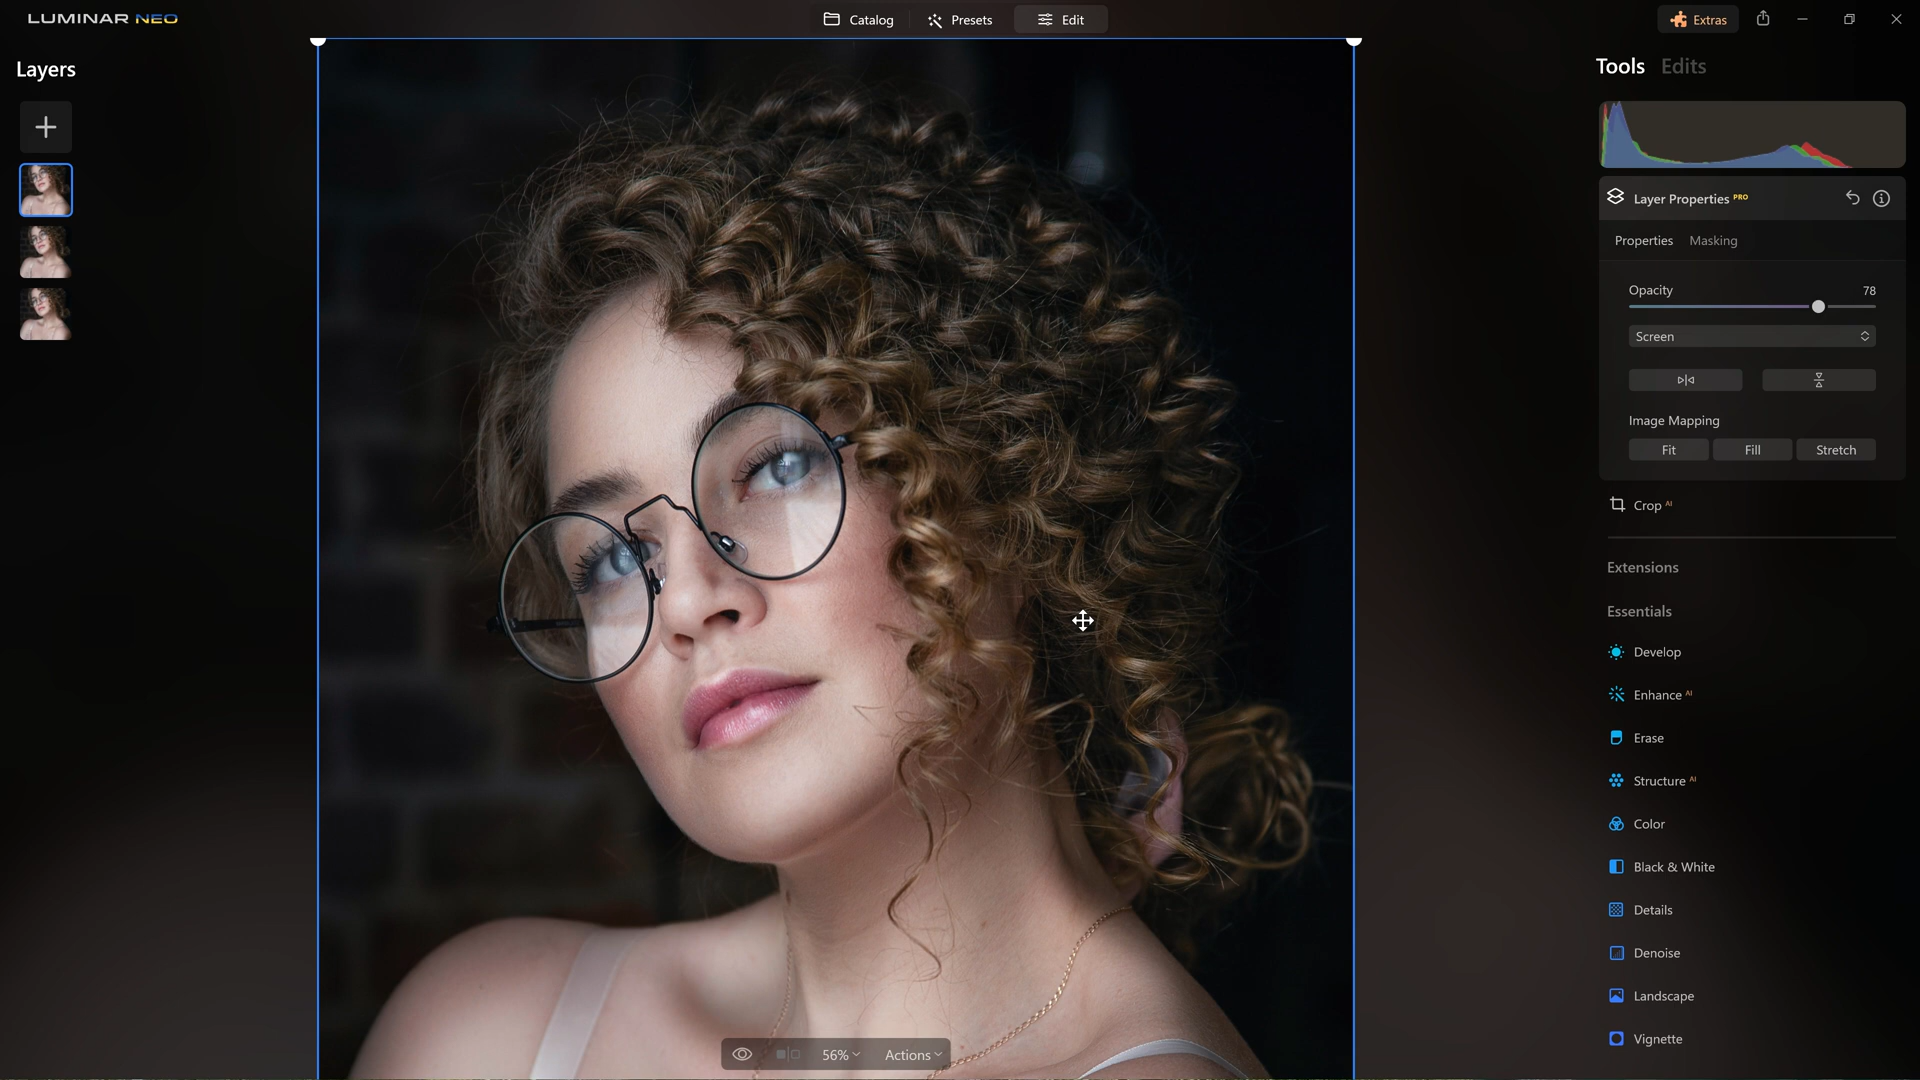 LUMINAR NEO
Catalog
Presets
Edit
Extras
Layers
Tools Edits
Layer Properties PRO
Properties Masking
Opacity 78
Screen
Image Mapping
Fit Fill Stretch
Crop AI
Extensions
Essentials
Develop
Enhance AI
Erase
Structure AI
Color
Black & White
Details
Denoise
Landscape
Vignette
56% Actions